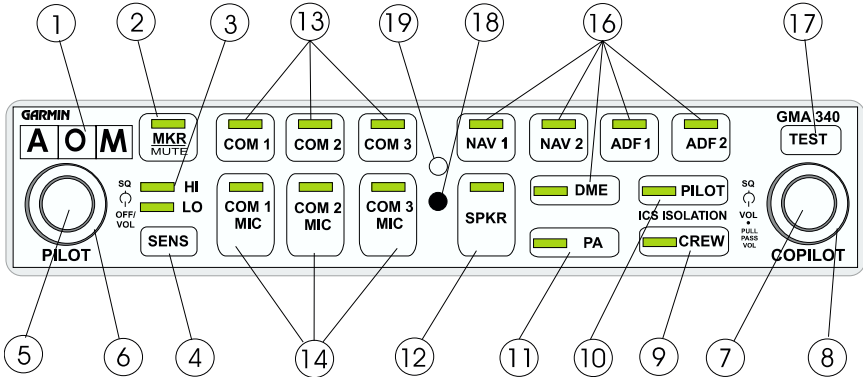 1 2 3 13 19 18 16 17
GARMIN
GMA 340
A O M
MKR
MUTE
COM 1
COM 2
COM 3
NAV 1
NAV 2
ADF 1
ADF 2
TEST
SQ
OFF/
VOL
HI
LO
SENS
PILOT
COM 1
MIC
COM 2
MIC
COM 3
MIC
SPKR
DME
PA
PILOT
ICS ISOLATION
CREW
SQ
VOL
PULL
PASS
VOL
COPILOT
5 6 4 14 12 11 10 9 7 8